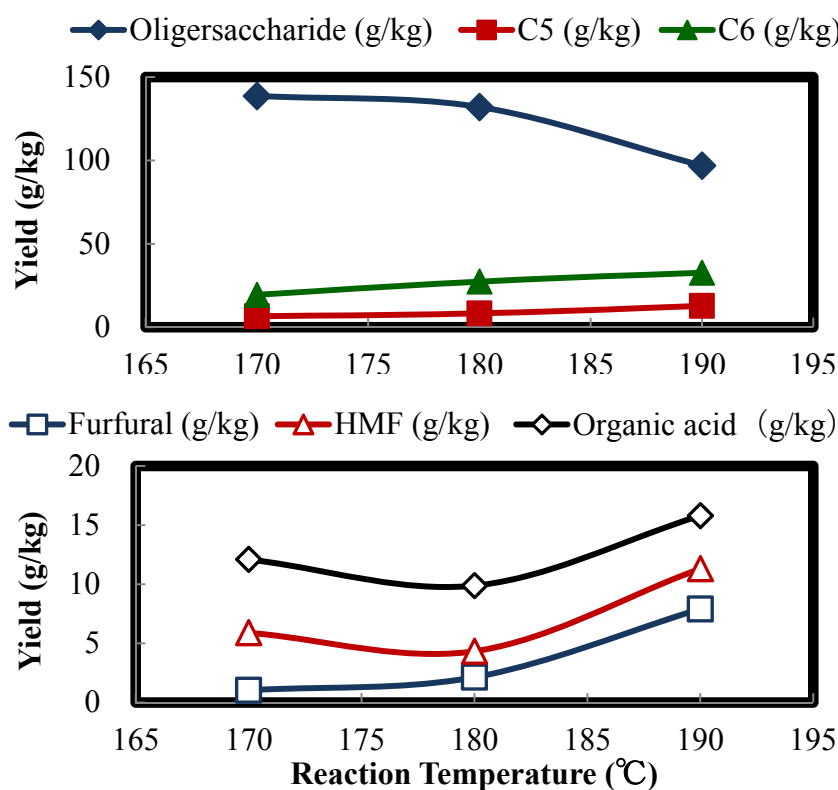 Oligersaccharide (g/kg) C5 (g/kg) C6 (g/kg)
150
100
50
0
Yield (g/kg)
165 170 175 180 185 190 195
Furfural (g/kg) HMF (g/kg) Organic acid (g/kg)
20
15
10
5
0
Yield (g/kg)
165 170 175 180 185 190 195
Reaction Temperature (℃)